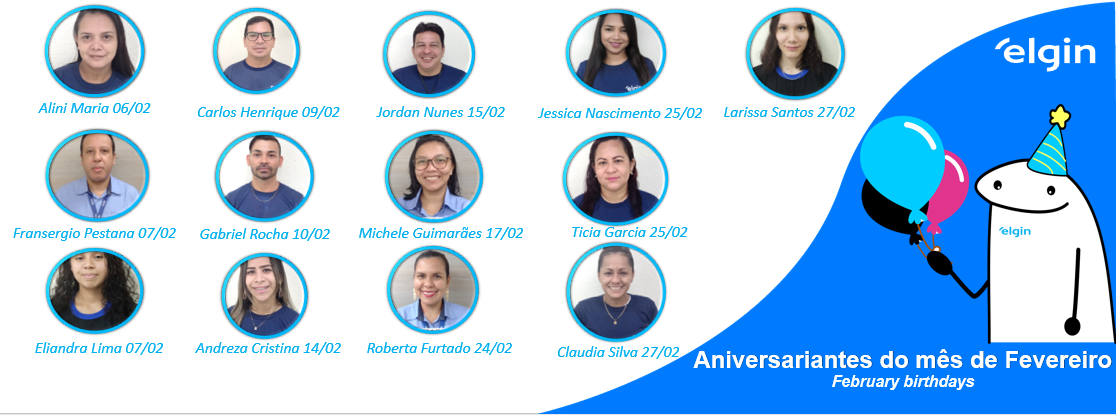 Alini Maria 06/02
Carlos Henrique 09/02
Jordan Nunes 15/02
Jessica Nascimento 25/02
Larissa Santos 27/02
Fransergio Pestana 07/02
Gabriel Rocha 10/02
Michele Guimarães 17/02
Ticia Garcia 25/02
Eliandra Lima 07/02
Andreza Cristina 14/02
Roberta Furtado 24/02
Claudia Silva 27/02
elgin
elgin
elgin
Aniversariantes do mês de Fevereiro
February birthdays